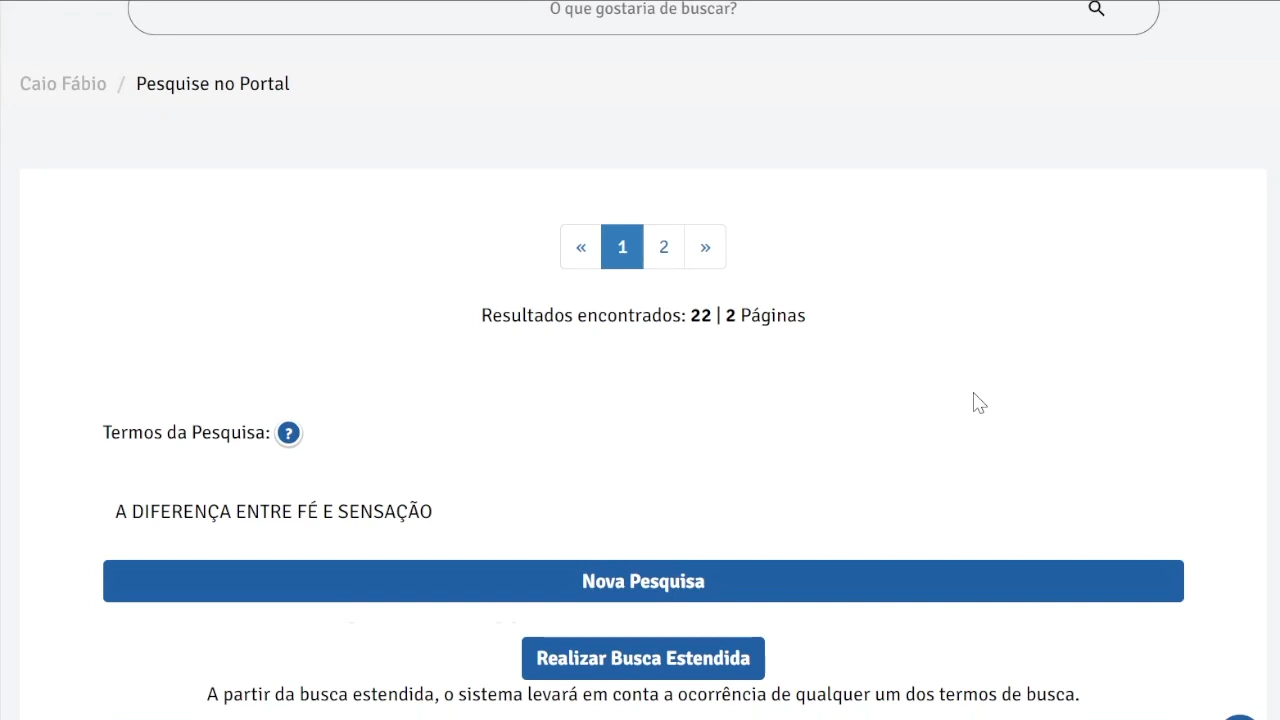 O que gostaria de buscar?
Caio Fábio / Pesquise no Portal
« 1 2 »
Resultados encontrados: 22 | 2 Páginas
Termos da Pesquisa: ?
A DIFERENÇA ENTRE FÉ E SENSAÇÃO
Nova Pesquisa
Realizar Busca Estendida
A partir da busca estendida, o sistema levará em conta a ocorrência de qualquer um dos termos de busca.